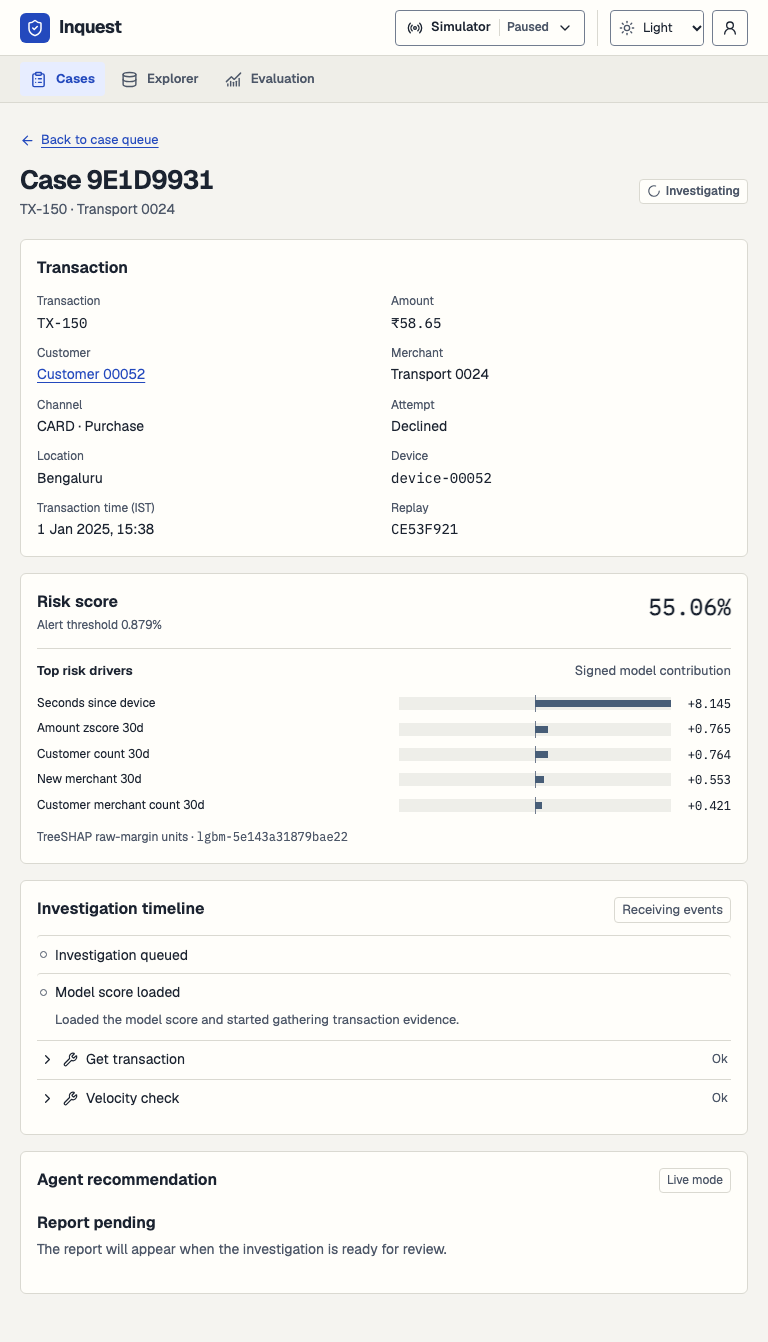 Inquest
Simulator Paused
Light
Cases
Explorer
Evaluation
Back to case queue
Case 9E1D9931
TX-150 · Transport 0024
Investigating
Transaction
Transaction
TX-150
Amount
₹58.65
Customer
Customer 00052
Merchant
Transport 0024
Channel
CARD · Purchase
Attempt
Declined
Location
Bengaluru
Device
device-00052
Transaction time (IST)
1 Jan 2025, 15:38
Replay
CE53F921
Risk score
Alert threshold 0.879%
55.06%
Top risk drivers
Signed model contribution
Seconds since device +8.145
Amount zscore 30d +0.765
Customer count 30d +0.764
New merchant 30d +0.553
Customer merchant count 30d +0.421
TreeSHAP raw-margin units · lgbm-5e143a31879bae22
Investigation timeline
Receiving events
Investigation queued
Model score loaded
Loaded the model score and started gathering transaction evidence.
Get transaction Ok
Velocity check Ok
Agent recommendation
Live mode
Report pending
The report will appear when the investigation is ready for review.